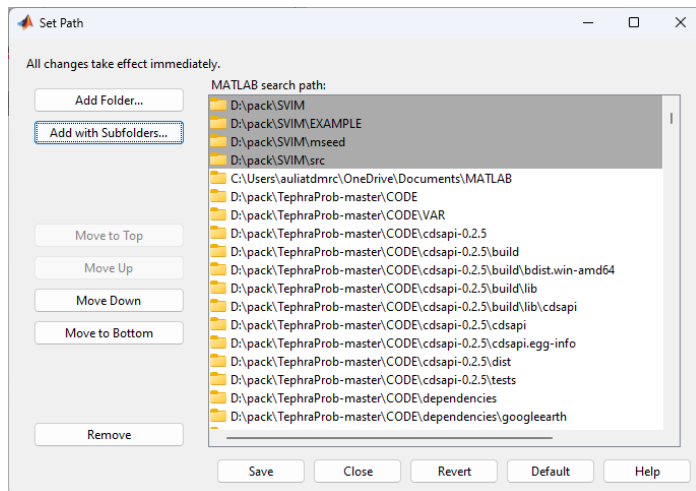 Set Path
All changes take effect immediately.
MATLAB search path:
Add Folder...
Add with Subfolders...
Move to Top
Move Up
Move Down
Move to Bottom
Remove
D:\pack\SVIM
D:\pack\SVIM\EXAMPLE
D:\pack\SVIM\mseed
D:\pack\SVIM\src
C:\Users\auliatdmrc\OneDrive\Documents\MATLAB
D:\pack\TephraProb-master\CODE
D:\pack\TephraProb-master\CODE\VAR
D:\pack\TephraProb-master\CODE\cdsapi-0.2.5
D:\pack\TephraProb-master\CODE\cdsapi-0.2.5\build
D:\pack\TephraProb-master\CODE\cdsapi-0.2.5\build\bdist.win-amd64
D:\pack\TephraProb-master\CODE\cdsapi-0.2.5\build\lib
D:\pack\TephraProb-master\CODE\cdsapi-0.2.5\build\lib\cdsapi
D:\pack\TephraProb-master\CODE\cdsapi-0.2.5\cdsapi
D:\pack\TephraProb-master\CODE\cdsapi-0.2.5\cdsapi.egg-info
D:\pack\TephraProb-master\CODE\cdsapi-0.2.5\dist
D:\pack\TephraProb-master\CODE\cdsapi-0.2.5\tests
D:\pack\TephraProb-master\CODE\dependencies
D:\pack\TephraProb-master\CODE\dependencies\googleearth
Save
Close
Revert
Default
Help